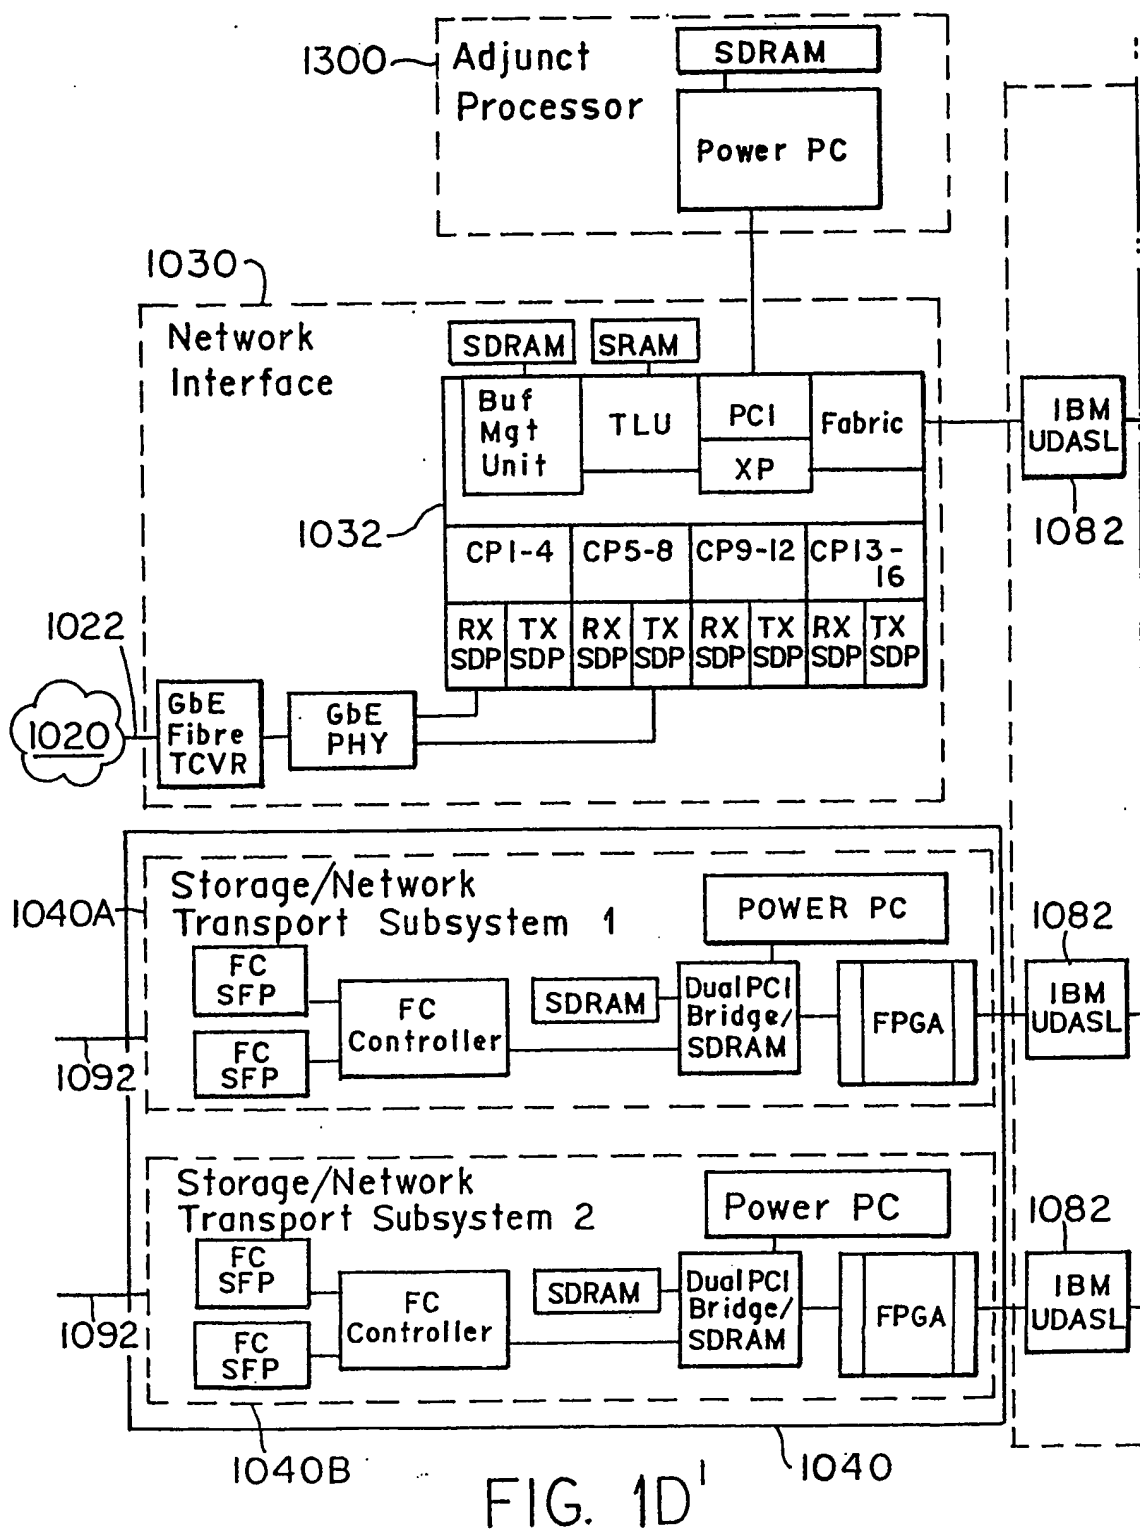 1300
Adjunct
Processor
SDRAM
Power PC
1030
Network
Interface
SDRAM
SRAM
Buf
Mgt
Unit
TLU
PCI
XP
Fabric
IBM
UDASL
1082
1032
CP1-4
CP5-8
CP9-12
CP13-
16
RX
SDP
TX
SDP
RX
SDP
TX
SDP
RX
SDP
TX
SDP
RX
SDP
TX
SDP
1022
1020
GbE
Fibre
TCVR
GbE
PHY
1040A
Storage/Network
Transport Subsystem 1
POWER PC
1082
FC
SFP
FC
SFP
FC
Controller
SDRAM
Dual PCI
Bridge/
SDRAM
FPGA
IBM
UDASL
1092
Storage/Network
Transport Subsystem 2
Power PC
1082
FC
SFP
FC
SFP
FC
Controller
SDRAM
Dual PCI
Bridge/
SDRAM
FPGA
IBM
UDASL
1092
1040B
1040
FIG. 1D'